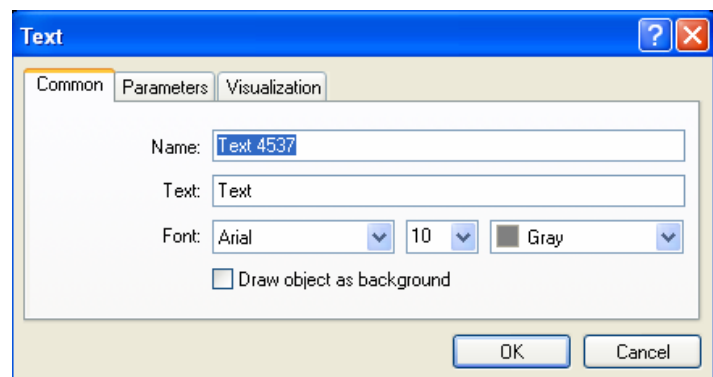 Text
Common Parameters Visualization
Name: Text 4537
Text: Text
Font: Arial 10 Gray
Draw object as background
OK Cancel